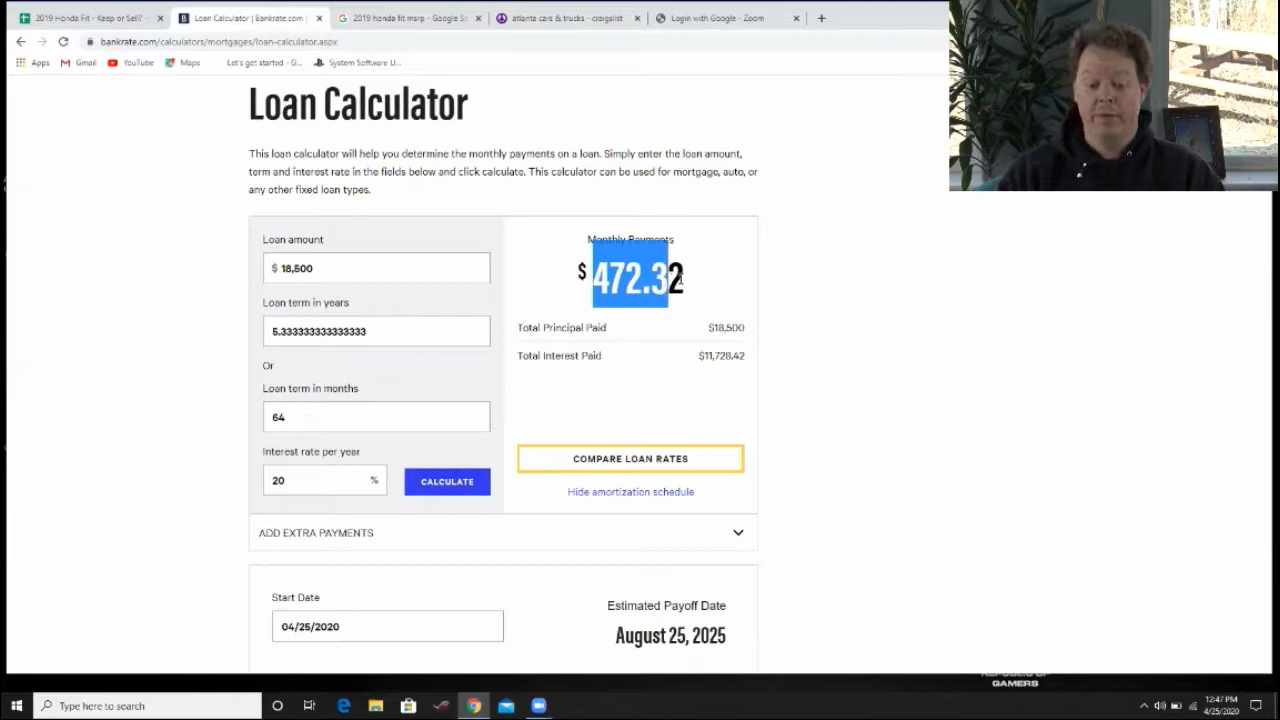 2019 Honda Fit - Keep or Sell?
Loan Calculator | Bankrate.com |
2019 honda fit msrp - Google Se
atlanta cars & trucks - craigslist
Login with Google - Zoom
bankrate.com/calculators/mortgages/loan-calculator.aspx
Apps
Gmail
YouTube
Maps
Let's get started - G...
System Software U...
Loan Calculator
This loan calculator will help you determine the monthly payments on a loan. Simply enter the loan amount,
term and interest rate in the fields below and click calculate. This calculator can be used for mortgage, auto, or
any other fixed loan types.
Loan amount
$ 18,500
Loan term in years
5.333333333333333
Or
Loan term in months
64
Interest rate per year
20 %
CALCULATE
Monthly Payments
$ 472.32
Total Principal Paid $18,500
Total Interest Paid $11,728.42
COMPARE LOAN RATES
Hide amortization schedule
ADD EXTRA PAYMENTS
Start Date
04/25/2020
Estimated Payoff Date
August 25, 2025
GAMERS
Type here to search
12:47 PM
4/25/2020